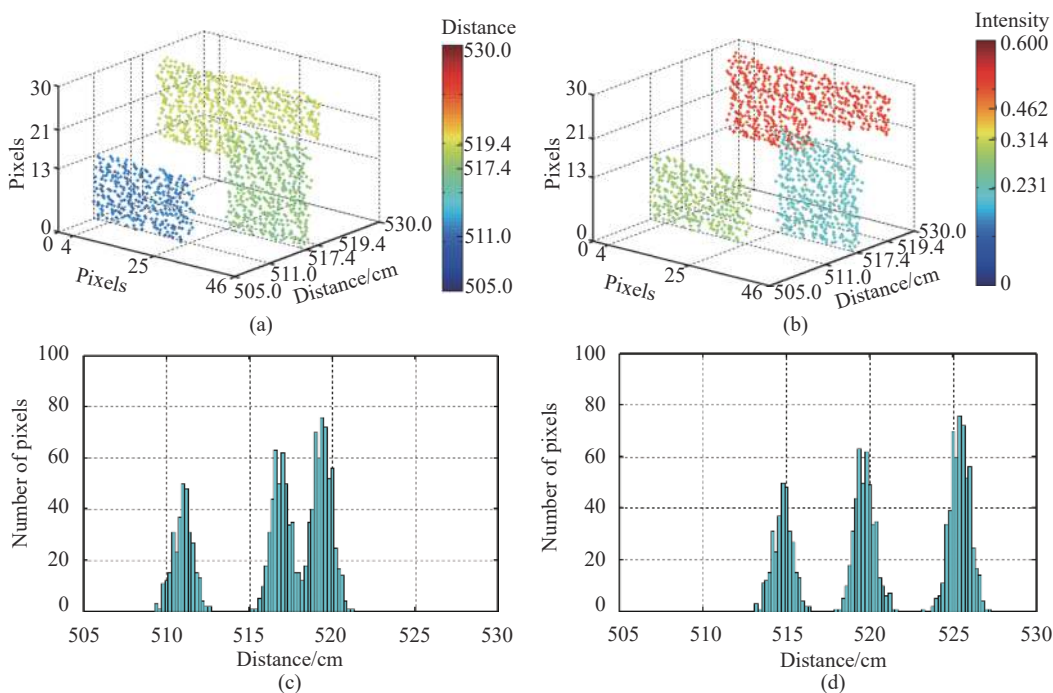 Distance
530.0
519.4
517.4
511.0
505.0
30
21
13
0
Pixels
0 4
25
46
Pixels
505.0
511.0
517.4
519.4
530.0
Distance/cm
(a)
Intensity
0.600
0.462
0.314
0.231
0
30
21
13
0
Pixels
0
4
25
46
Pixels
505.0
511.0
517.4
519.4
530.0
Distance/cm
(b)
100
80
60
40
20
0
Number of pixels
505 510 515 520 525 530
Distance/cm
(c)
100
80
60
40
20
0
Number of pixels
505 510 515 520 525 530
Distance/cm
(d)